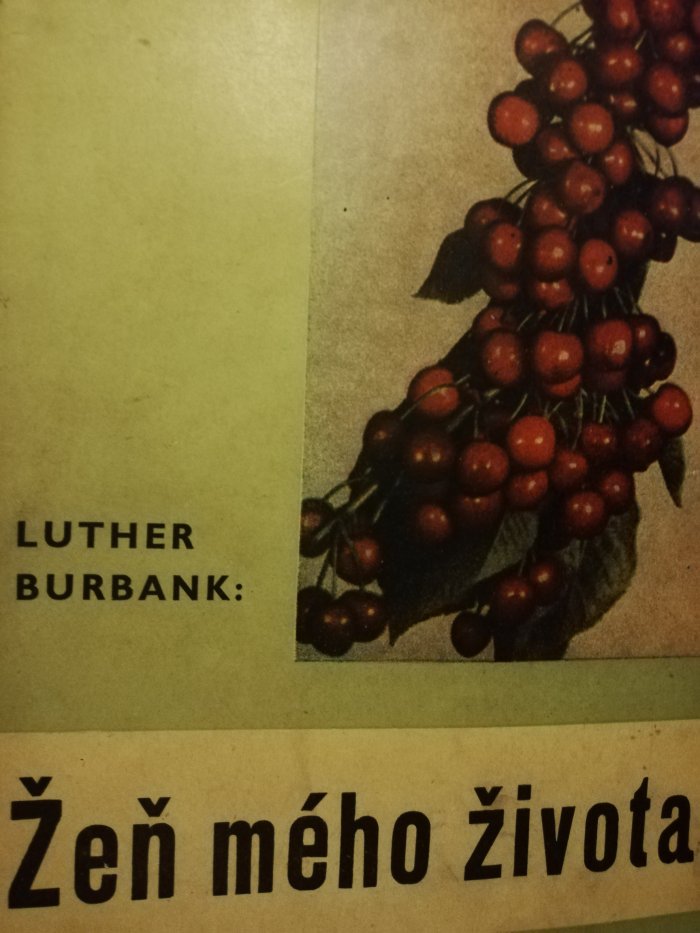 LUTHER
BURBANK:
Žeň mého života